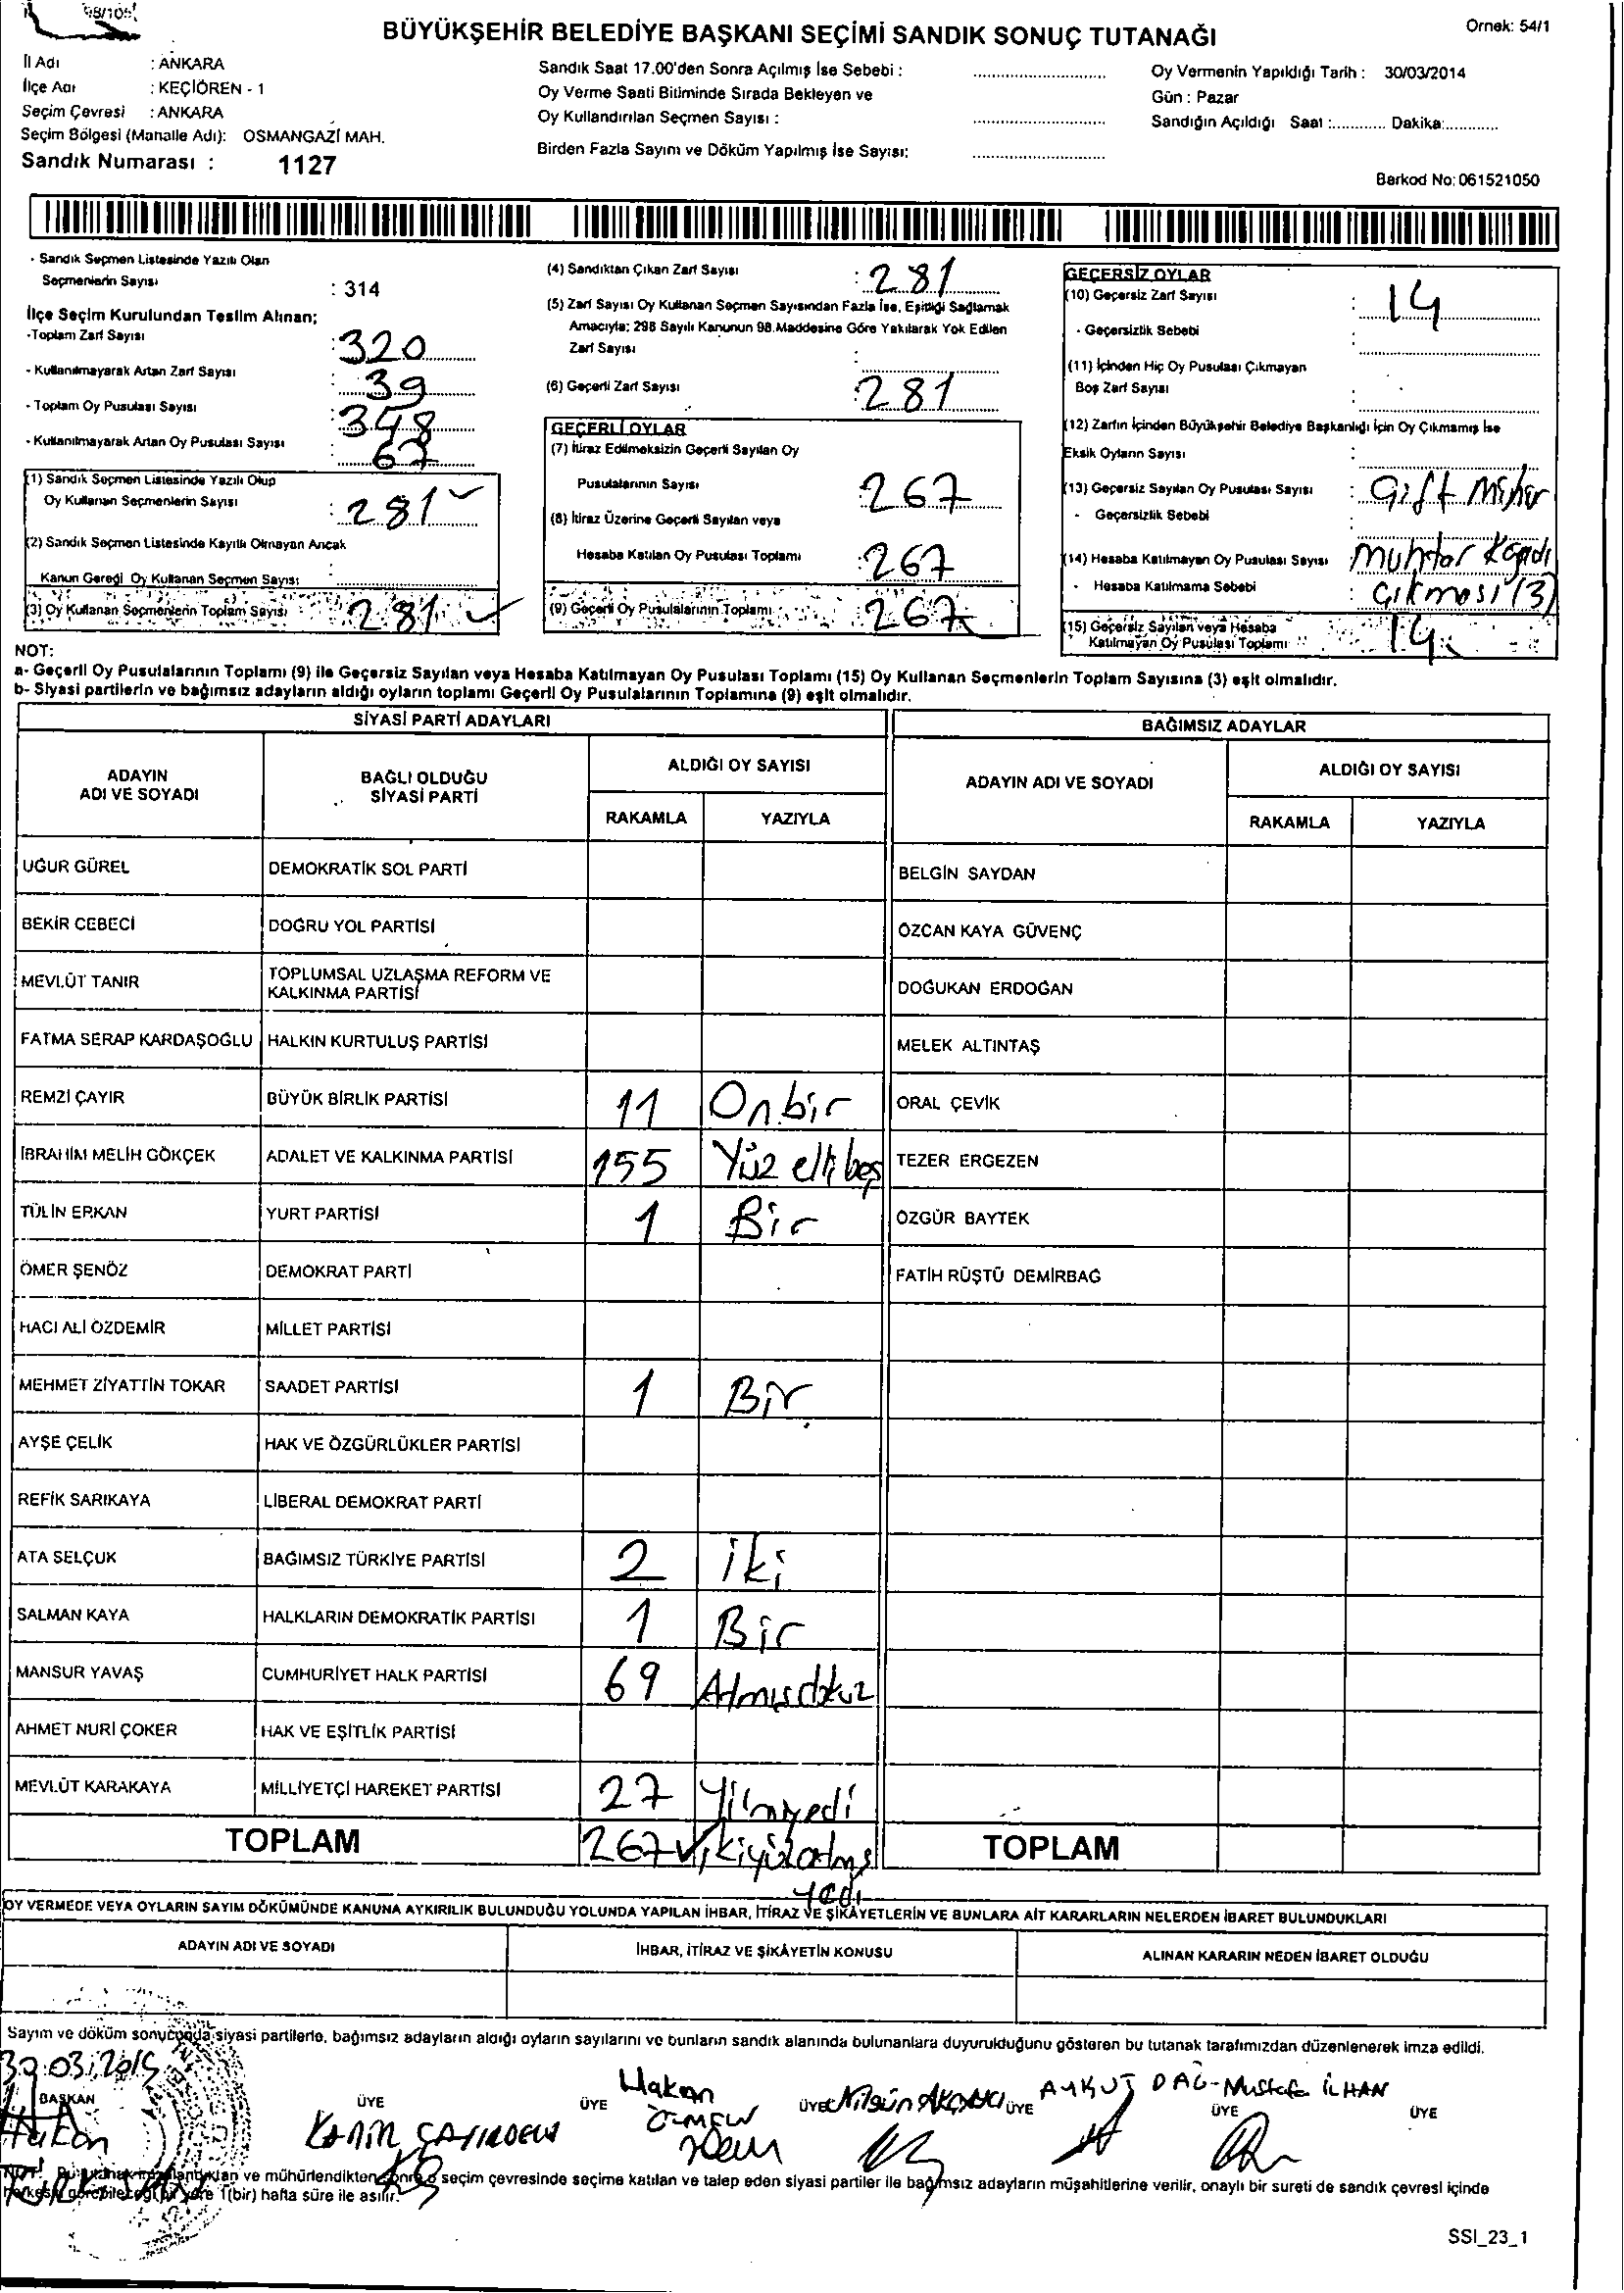 98/105
BÜYÜKŞEHİR BELEDİYE BAŞKANI SEÇİMİ SANDIK SONUÇ TUTANAĞI
Örnek: 54/1
İl Adı : ANKARA
İlçe Adı : KEÇİÖREN - 1
Seçim Çevresi : ANKARA
Seçim Bölgesi (Mahalle Adı): OSMANGAZİ MAH.
Sandık Numarası : 1127
Sandık Saat 17.00'den Sonra Açılmış İse Sebebi :
Oy Verme Saati Bitiminde Sırada Bekleyen ve
Oy Kullandırılan Seçmen Sayısı :
Birden Fazla Sayım ve Döküm Yapılmış İse Sayısı:
Oy Vermenin Yapıldığı Tarih : 30/03/2014
Gün : Pazar
Sandığın Açıldığı Saat :............ Dakika:............
Barkod No: 061521050
- Sandık Seçmen Listesinde Yazılı Olan
Seçmenlerin Sayısı : 314
İlçe Seçim Kurulundan Teslim Alınan;
-Toplam Zarf Sayısı : 320
- Kullanılmayarak Artan Zarf Sayısı : 39
- Toplam Oy Pusulası Sayısı : 348
- Kullanılmayarak Artan Oy Pusulası Sayısı : 67
(1) Sandık Seçmen Listesinde Yazılı Olup
Oy Kullanan Seçmenlerin Sayısı : 281
(2) Sandık Seçmen Listesinde Kayıtlı Olmayan Ancak
Kanun Gereği Oy Kullanan Seçmen Sayısı :
(3) Oy Kullanan Seçmenlerin Toplam Sayısı 281
(4) Sandıktan Çıkan Zarf Sayısı : 281
(5) Zarf Sayısı Oy Kullanan Seçmen Sayısından Fazla İse, Eşitliği Sağlamak
Amacıyla; 298 Sayılı Kanunun 98.Maddesine Göre Yakılarak Yok Edilen
Zarf Sayısı :
(6) Geçerli Zarf Sayısı : 281
GEÇERLİ OYLAR
(7) İtiraz Edilmeksizin Geçerli Sayılan Oy
Pusulalarının Sayısı : 267
(8) İtiraz Üzerine Geçerli Sayılan veya
Hesaba Katılan Oy Pusulası Toplamı : 267
(9) Geçerli Oy Pusulalarının Toplamı : 267
GEÇERSİZ OYLAR
(10) Geçersiz Zarf Sayısı : 14
- Geçersizlik Sebebi :
(11) İçinden Hiç Oy Pusulası Çıkmayan
Boş Zarf Sayısı :
(12) Zarfın İçinden Büyükşehir Belediye Başkanlığı İçin Oy Çıkmamış İse
Eksik Oyların Sayısı :
(13) Geçersiz Sayılan Oy Pusulası Sayısı : Çift Mühür
- Geçersizlik Sebebi :
(14) Hesaba Katılmayan Oy Pusulası Sayısı muhtar Kağıdı
- Hesaba Katılmama Sebebi : Çıkması (3)
(15) Geçersiz Sayılan veya Hesaba
Katılmayan Oy Pusulası Toplamı : 14
NOT:
a- Geçerli Oy Pusulalarının Toplamı (9) ile Geçersiz Sayılan veya Hesaba Katılmayan Oy Pusulası Toplamı (15) Oy Kullanan Seçmenlerin Toplam Sayısına (3) eşit olmalıdır.
b- Siyasi partilerin ve bağımsız adayların aldığı oyların toplamı Geçerli Oy Pusulalarının Toplamına (9) eşit olmalıdır.
SİYASİ PARTİ ADAYLARI
BAĞIMSIZ ADAYLAR
ADAYIN ADI VE SOYADI
BAĞLI OLDUĞU SİYASİ PARTİ
ALDIĞI OY SAYISI
RAKAMLA YAZIYLA
ADAYIN ADI VE SOYADI
ALDIĞI OY SAYISI
RAKAMLA YAZIYLA
UĞUR GÜREL DEMOKRATİK SOL PARTİ BELGİN SAYDAN
BEKİR CEBECİ DOĞRU YOL PARTİSİ ÖZCAN KAYA GÜVENÇ
MEVLÜT TANIR TOPLUMSAL UZLAŞMA REFORM VE KALKINMA PARTİSİ DOĞUKAN ERDOĞAN
FATMA SERAP KARDAŞOĞLU HALKIN KURTULUŞ PARTİSİ MELEK ALTINTAŞ
REMZİ ÇAYIR BÜYÜK BİRLİK PARTİSİ 11 Onbir ORAL ÇEVİK
İBRAHİM MELİH GÖKÇEK ADALET VE KALKINMA PARTİSİ 155 Yüz elli beş TEZER ERGEZEN
TÜLİN ERKAN YURT PARTİSİ 1 Bir ÖZGÜR BAYTEK
ÖMER ŞENÖZ DEMOKRAT PARTİ FATİH RÜŞTÜ DEMİRBAĞ
HACI ALİ ÖZDEMİR MİLLET PARTİSİ
MEHMET ZİYATTİN TOKAR SAADET PARTİSİ 1 Bir
AYŞE ÇELİK HAK VE ÖZGÜRLÜKLER PARTİSİ
REFİK SARIKAYA LİBERAL DEMOKRAT PARTİ
ATA SELÇUK BAĞIMSIZ TÜRKİYE PARTİSİ 2 iki
SALMAN KAYA HALKLARIN DEMOKRATİK PARTİSİ 1 Bir
MANSUR YAVAŞ CUMHURİYET HALK PARTİSİ 69 Atmışdokuz
AHMET NURİ ÇOKER HAK VE EŞİTLİK PARTİSİ
MEVLÜT KARAKAYA MİLLİYETÇİ HAREKET PARTİSİ 27 Yirmiyedi
TOPLAM 267 ikiyüzatmış TOPLAM
yedi
OY VERMEDE VEYA OYLARIN SAYIM DÖKÜMÜNDE KANUNA AYKIRILIK BULUNDUĞU YOLUNDA YAPILAN İHBAR, İTİRAZ VE ŞİKÂYETLERİN VE BUNLARA AİT KARARLARIN NELERDEN İBARET BULUNDUKLARI
ADAYIN ADI VE SOYADI İHBAR, İTİRAZ VE ŞİKÂYETİN KONUSU ALINAN KARARIN NEDEN İBARET OLDUĞU
Sayım ve döküm sonucunda siyasi partilerle, bağımsız adayların aldığı oyların sayılarını ve bunların sandık alanında bulunanlara duyurulduğunu gösteren bu tutanak tarafımızdan düzenlenerek imza edildi.
30.03.2014
BAŞKAN ÜYE ÜYE ÜYE ÜYE ÜYE ÜYE
Hakan
Hakan
AYKUT DAĞ - Mustafa İLHAN
NOT: Bu tutanak imzalandıktan ve mühürlendikten sonra o seçim çevresinde seçime katılan ve talep eden siyasi partiler ile bağımsız adayların müşahitlerine verilir, onaylı bir sureti de sandık çevresi içinde
herkesin görebileceği bir yere 1(bir) hafta süre ile asılır.
SSI_23_1